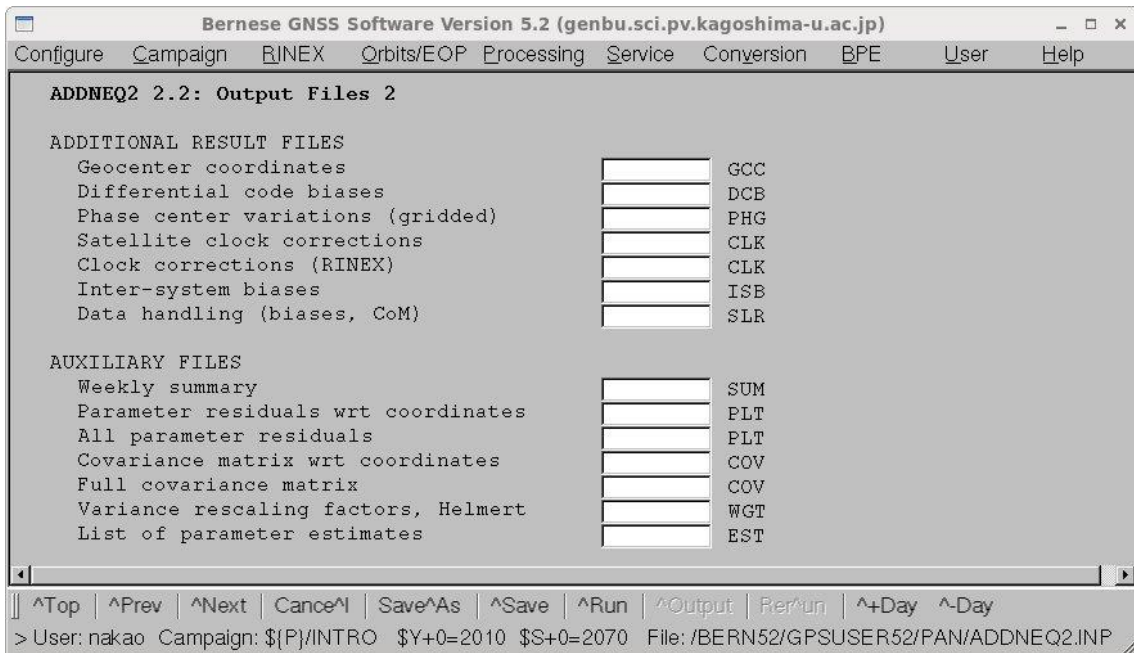 Bernese GNSS Software Version 5.2 (genbu.sci.pv.kagoshima-u.ac.jp)
Configure Campaign RINEX Orbits/EOP Processing Service Conversion BPE User Help
ADDNEQ2 2.2: Output Files 2
ADDITIONAL RESULT FILES
Geocenter coordinates GCC
Differential code biases DCB
Phase center variations (gridded) PHG
Satellite clock corrections CLK
Clock corrections (RINEX) CLK
Inter-system biases ISB
Data handling (biases, CoM) SLR
AUXILIARY FILES
Weekly summary SUM
Parameter residuals wrt coordinates PLT
All parameter residuals PLT
Covariance matrix wrt coordinates COV
Full covariance matrix COV
Variance rescaling factors, Helmert WGT
List of parameter estimates EST
^Top | ^Prev | ^Next | Cance^l | Save^As | ^Save | ^Run | ^Output | Rer^un | ^+Day ^-Day
> User: nakao Campaign: ${P}/INTRO $Y+0=2010 $S+0=2070 File: /BERN52/GPSUSER52/PAN/ADDNEQ2.INP